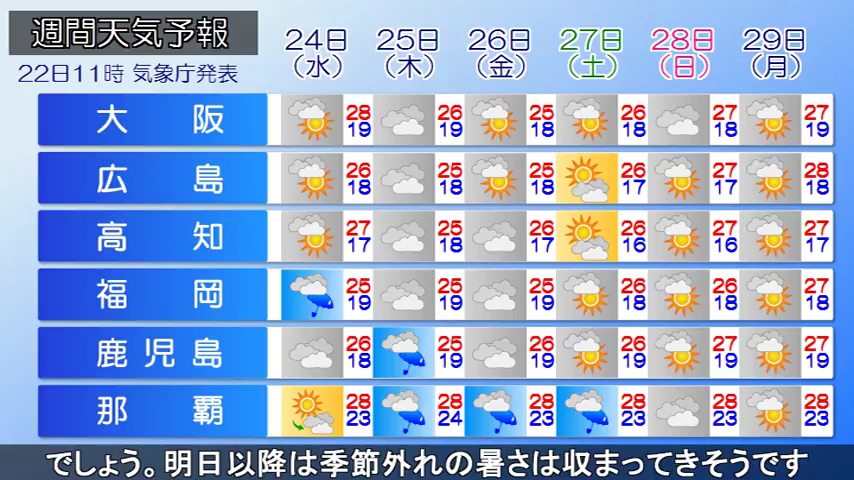 週間天気予報
22日11時 気象庁発表
24日 25日 26日 27日 28日 29日
(水) (木) (金) (土) (日) (月)
大阪 28 19 26 19 25 18 26 18 27 18 27 19
広島 26 18 25 18 25 18 26 17 27 17 28 18
高知 27 17 25 18 26 17 26 16 27 16 27 17
福岡 25 19 25 19 25 19 26 18 26 18 27 18
鹿児島 26 18 25 19 26 19 26 19 27 19 27 19
那覇 28 23 28 24 28 23 28 23 28 23 28 23
でしょう。明日以降は季節外れの暑さは収まってきそうです